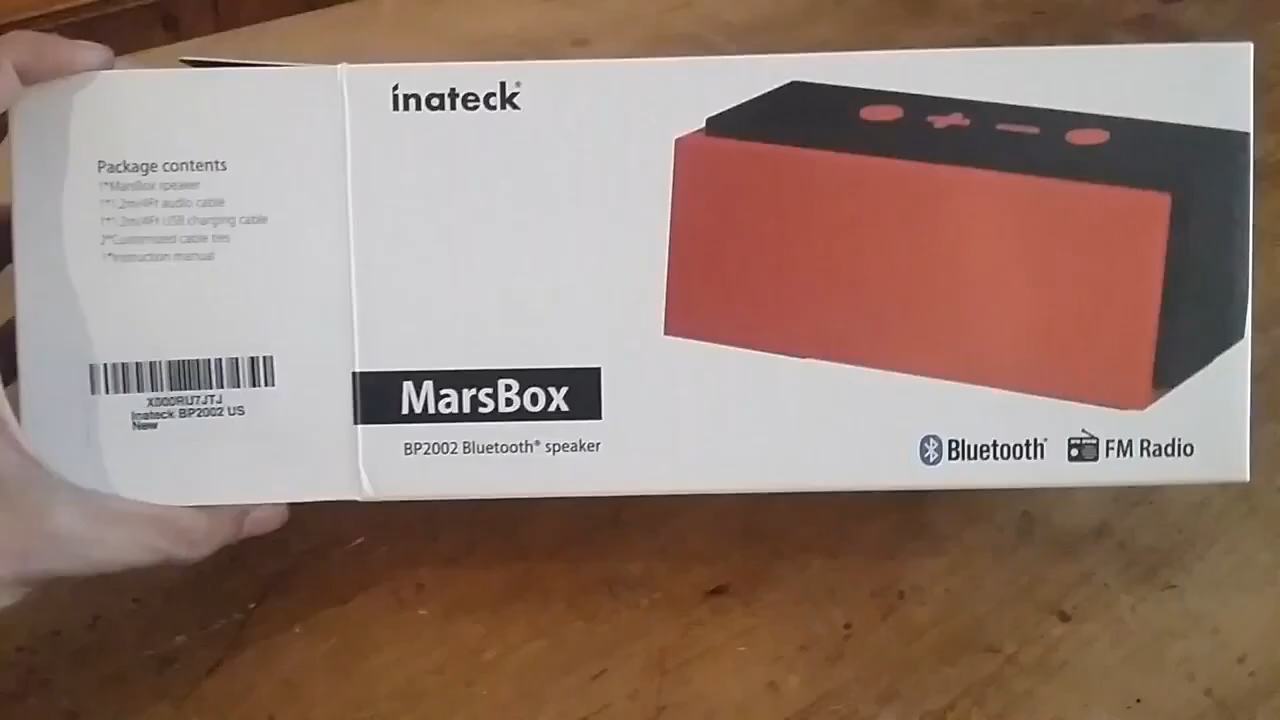 Package contents
1*MarsBox speaker
1*1.2m/4Ft audio cable
1*1.2m/4Ft USB charging cable
2*Customized cable ties
1*Instruction manual
X000RU7JTJ
Inateck BP2002 US
New
ınateck®
MarsBox
BP2002 Bluetooth® speaker
Bluetooth®
FM Radio